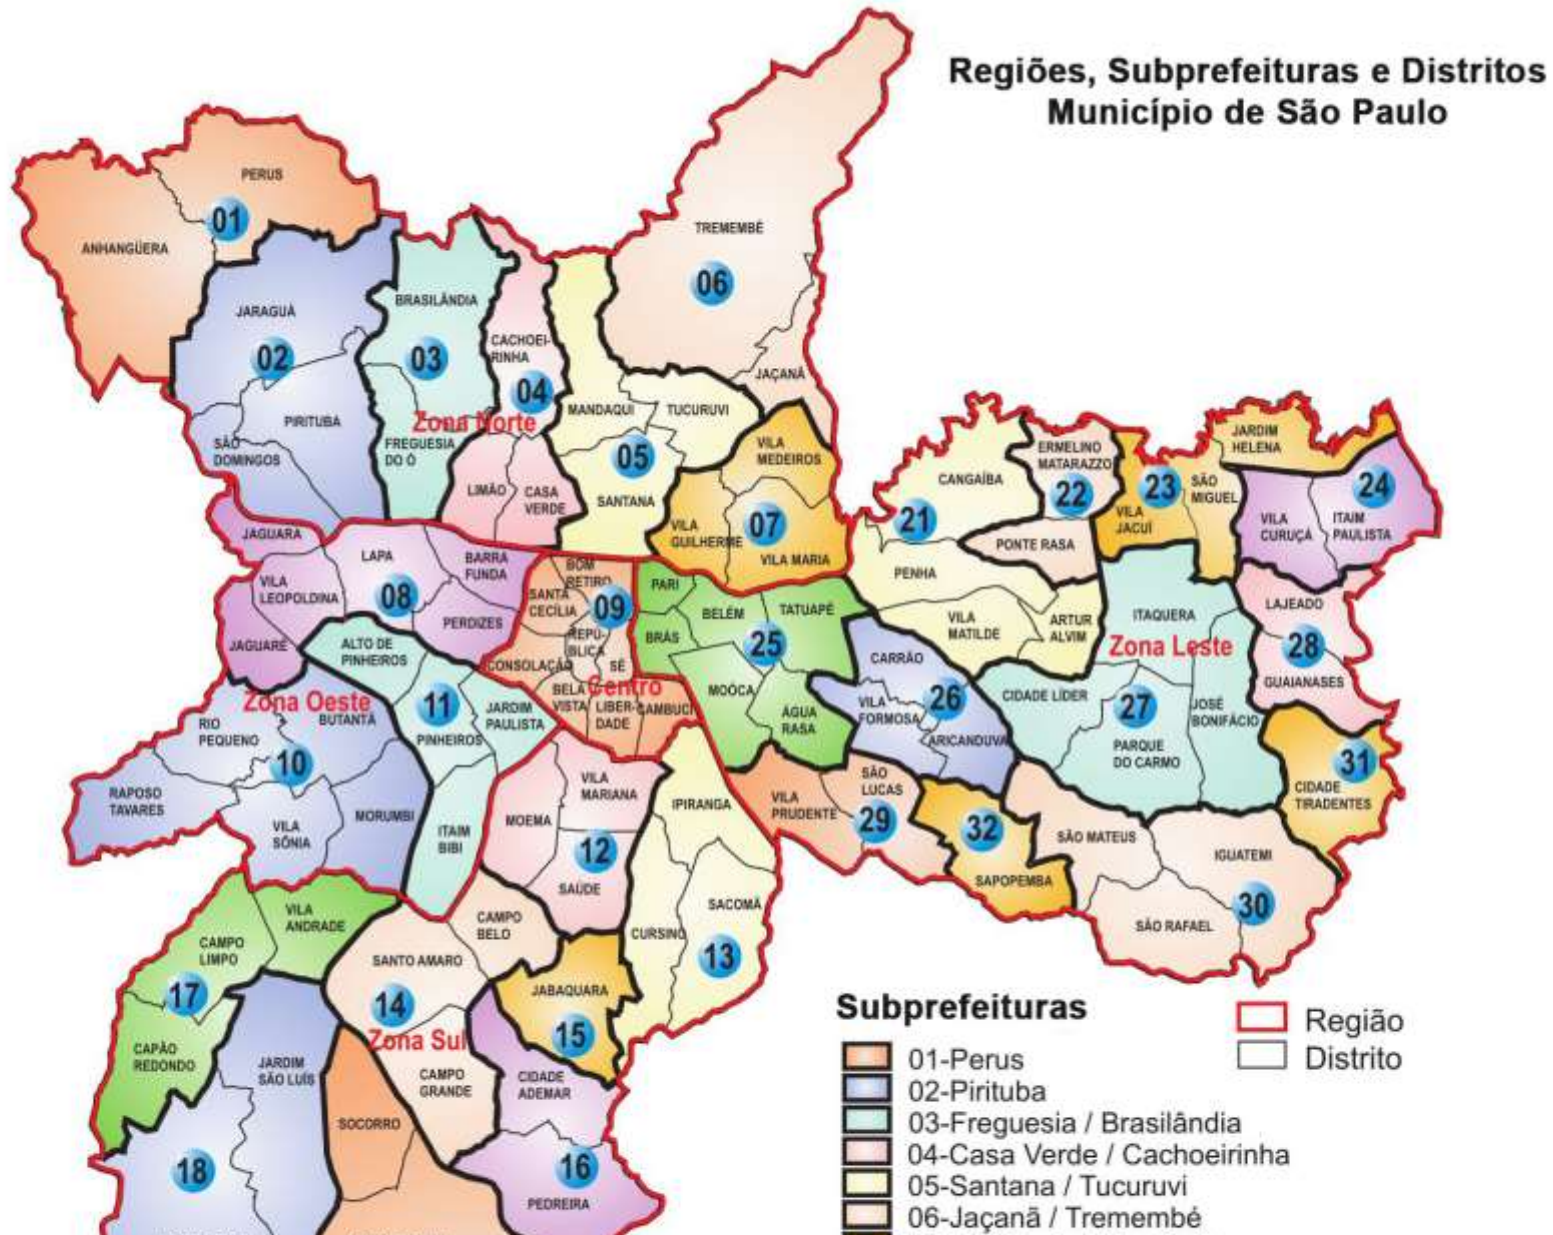 Regiões, Subprefeituras e Distritos
Município de São Paulo
PERUS
01
ANHANGÜERA
TREMEMBÉ
06
JARAGUÁ
02
BRASILÂNDIA
03
CACHOEI-
RINHA
04
JAÇANÃ
PIRITUBA
SÃO
DOMINGOS
Zona Norte
FREGUESIA
DO Ó
MANDAQUI
TUCURUVI
05
SANTANA
LIMÃO
CASA
VERDE
VILA
MEDEIROS
07
VILA
GUILHERME
VILA MARIA
CANGAÍBA
21
ERMELINO
MATARAZZO
22
PONTE RASA
23
VILA
JACUÍ
SÃO
MIGUEL
JARDIM
HELENA
24
VILA
CURUÇÁ
ITAIM
PAULISTA
JAGUARA
LAPA
BARRA
FUNDA
VILA
LEOPOLDINA
08
PERDIZES
JAGUARÉ
BOM
RETIRO
SANTA
CECÍLIA
09
REPÚ-
BLICA
CONSOLAÇÃO
SÉ
Centro
BELA
VISTA
LIBER-
DADE
CAMBUCI
PARI
BELÉM
TATUAPÉ
BRÁS
25
MOÓCA
ÁGUA
RASA
PENHA
VILA
MATILDE
ARTUR
ALVIM
ITAQUERA
Zona Leste
LAJEADO
28
GUAIANASES
ALTO DE
PINHEIROS
11
PINHEIROS
JARDIM
PAULISTA
Zona Oeste
BUTANTÃ
RIO
PEQUENO
10
RAPOSO
TAVARES
VILA
SÔNIA
MORUMBI
ITAIM
BIBI
CARRÃO
26
VILA
FORMOSA
ARICANDUVA
CIDADE LÍDER
27
JOSÉ
BONIFÁCIO
PARQUE
DO CARMO
31
CIDADE
TIRADENTES
VILA
MARIANA
MOEMA
12
SAÚDE
IPIRANGA
VILA
PRUDENTE
SÃO
LUCAS
29
32
SAPOPEMBA
SÃO MATEUS
IGUATEMI
30
SÃO RAFAEL
VILA
ANDRADE
CAMPO
LIMPO
17
CAPÃO
REDONDO
CAMPO
BELO
SANTO AMARO
14
Zona Sul
CAMPO
GRANDE
CURSINO
SACOMÃ
13
JABAQUARA
15
JARDIM
SÃO LUÍS
SOCORRO
CIDADE
ADEMAR
18
16
PEDREIRA
Subprefeituras
01-Perus
02-Pirituba
03-Freguesia / Brasilândia
04-Casa Verde / Cachoeirinha
05-Santana / Tucuruvi
06-Jaçanã / Tremembé
Região
Distrito